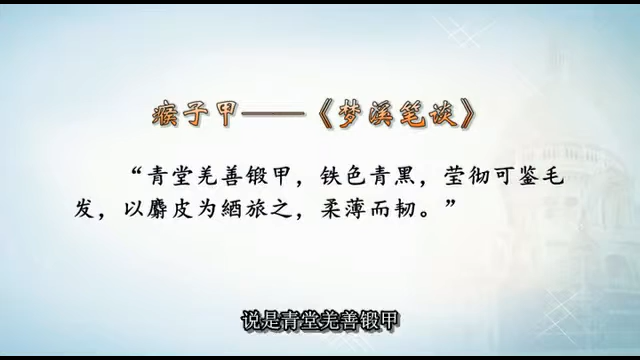 瘊子甲——《梦溪笔谈》
“青堂羌善锻甲，铁色青黑，莹彻可鉴毛
发，以麝皮为綇旅之，柔薄而韧。”
说是青堂羌善锻甲